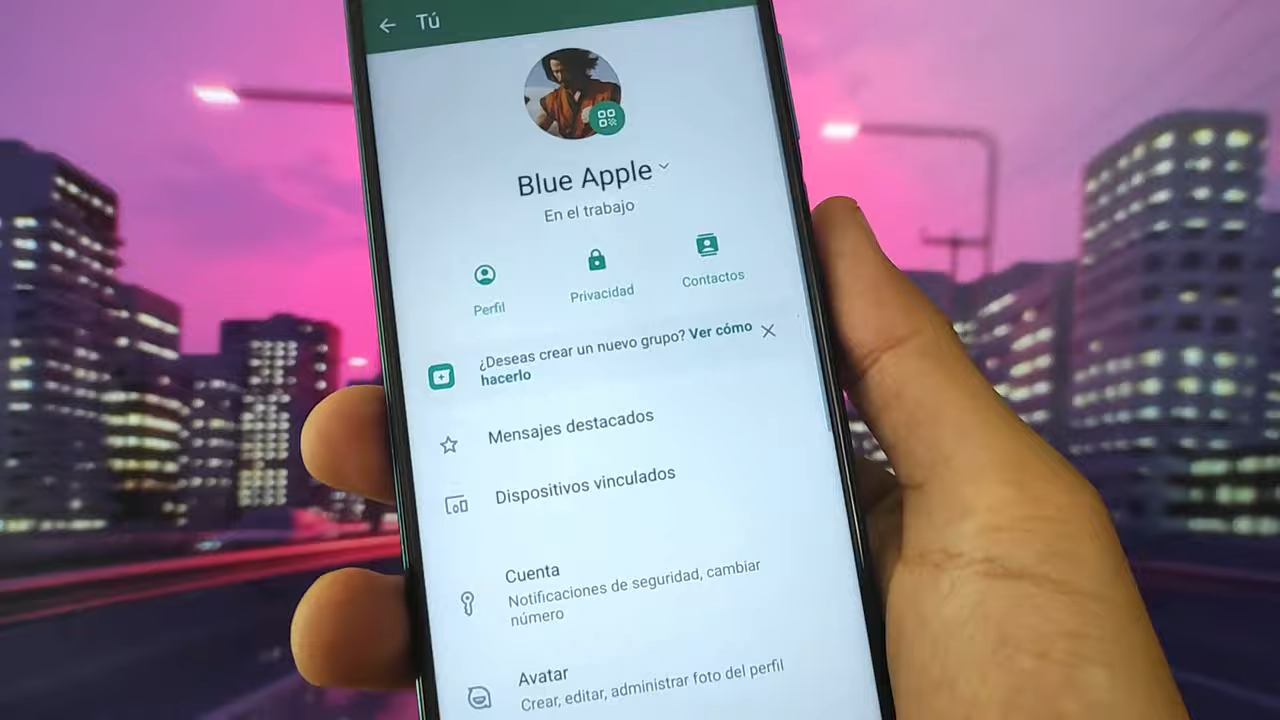 Tú
Blue Apple
En el trabajo
Perfil
Privacidad
Contactos
¿Deseas crear un nuevo grupo? Ver cómo
hacerlo
Mensajes destacados
Dispositivos vinculados
Cuenta
Notificaciones de seguridad, cambiar
número
Avatar
Crear, editar, administrar foto del perfil